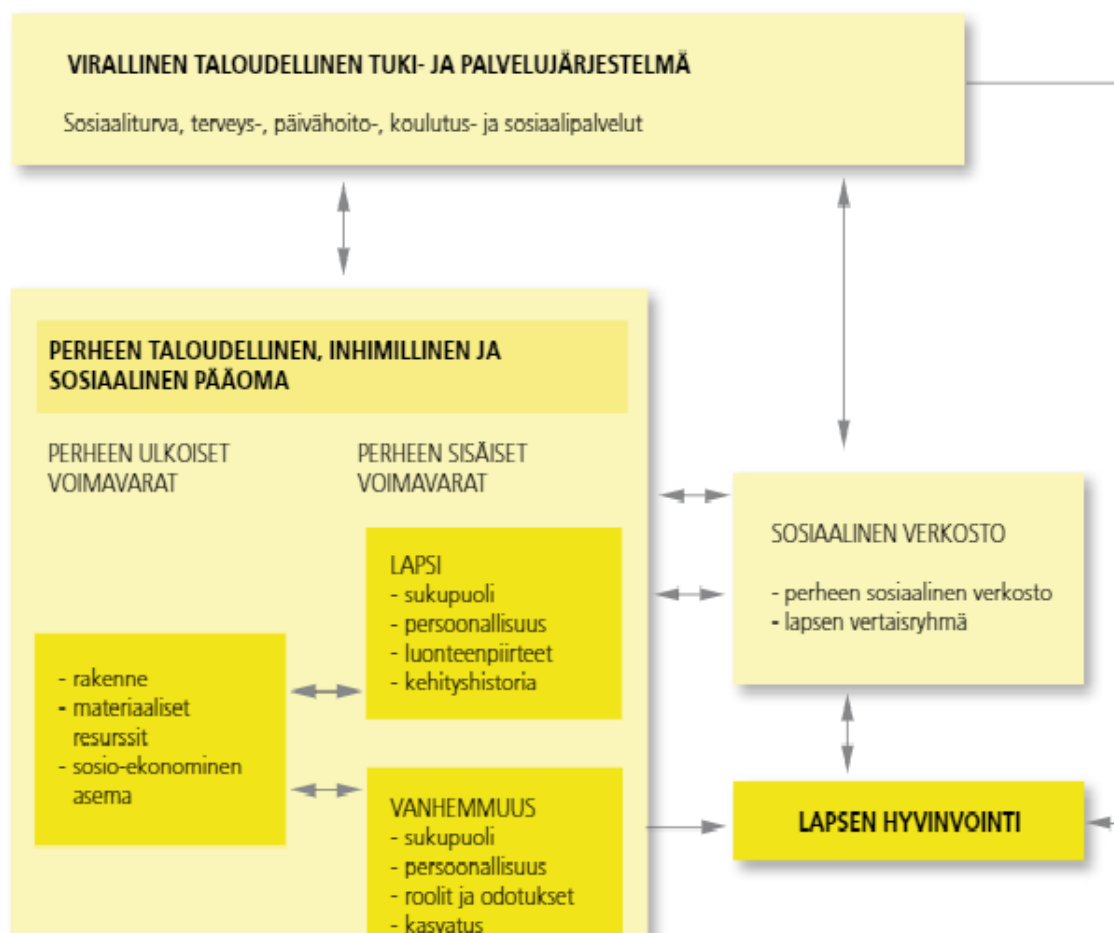 VIRALLINEN TALOUDELLINEN TUKI- JA PALVELUJÄRJESTELMÄ
Sosiaaliturva, terveys-, päivähoito-, koulutus- ja sosiaalipalvelut
PERHEEN TALOUDELLINEN, INHIMILLINEN JA
SOSIAALINEN PÄÄOMA
PERHEEN ULKOISET
VOIMAVARAT
- rakenne
- materiaaliset
resurssit
- sosio-ekonominen
asema
PERHEEN SISÄISET
VOIMAVARAT
LAPSI
- sukupuoli
- persoonallisuus
- luonteenpiirteet
- kehityshistoria
VANHEMMUUS
- sukupuoli
- persoonallisuus
- roolit ja odotukset
- kasvatus
SOSIAALINEN VERKOSTO
- perheen sosiaalinen verkosto
- lapsen vertaisryhmä
LAPSEN HYVINVOINTI